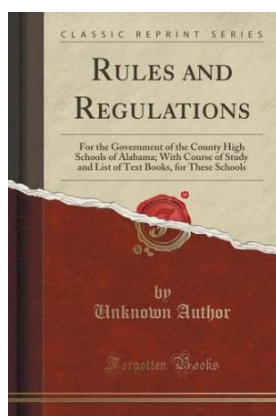 CLASSIC REPRINT SERIES
RULES AND
REGULATIONS
For the Government of the County High
Schools of Alabama; With Course of Study
and List of Text Books, for These Schools
by
Unknown Author
Forgotten Books